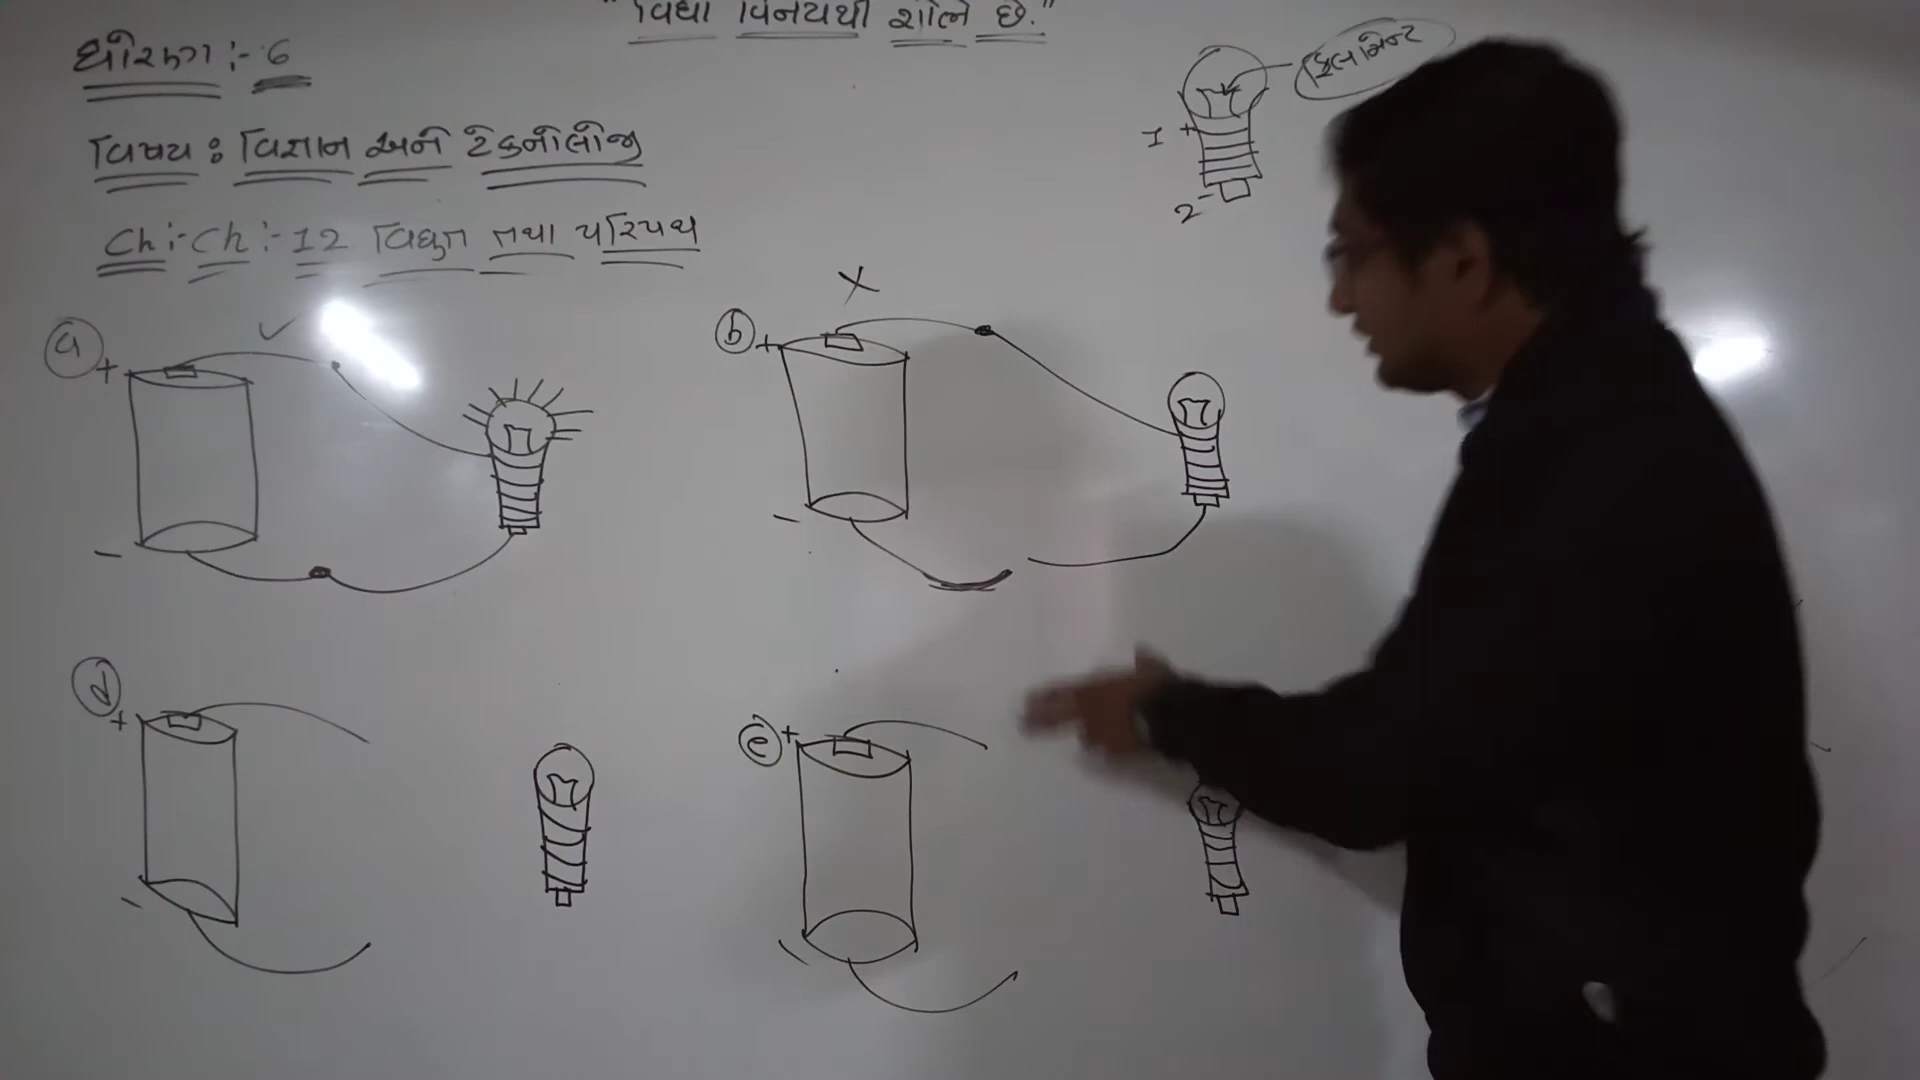 "વિદ્યા વિનયથી શોભે છે."
ધોરણ :- 6
વિષય : વિજ્ઞાન અને ટેકનોલોજી
Ch :- Ch :- 12 વિદ્યુત તથા પરિપથ
ફિલામેન્ટ
1 +
2 -
a + ✓
-
b + X
-
d +
-
e +
-